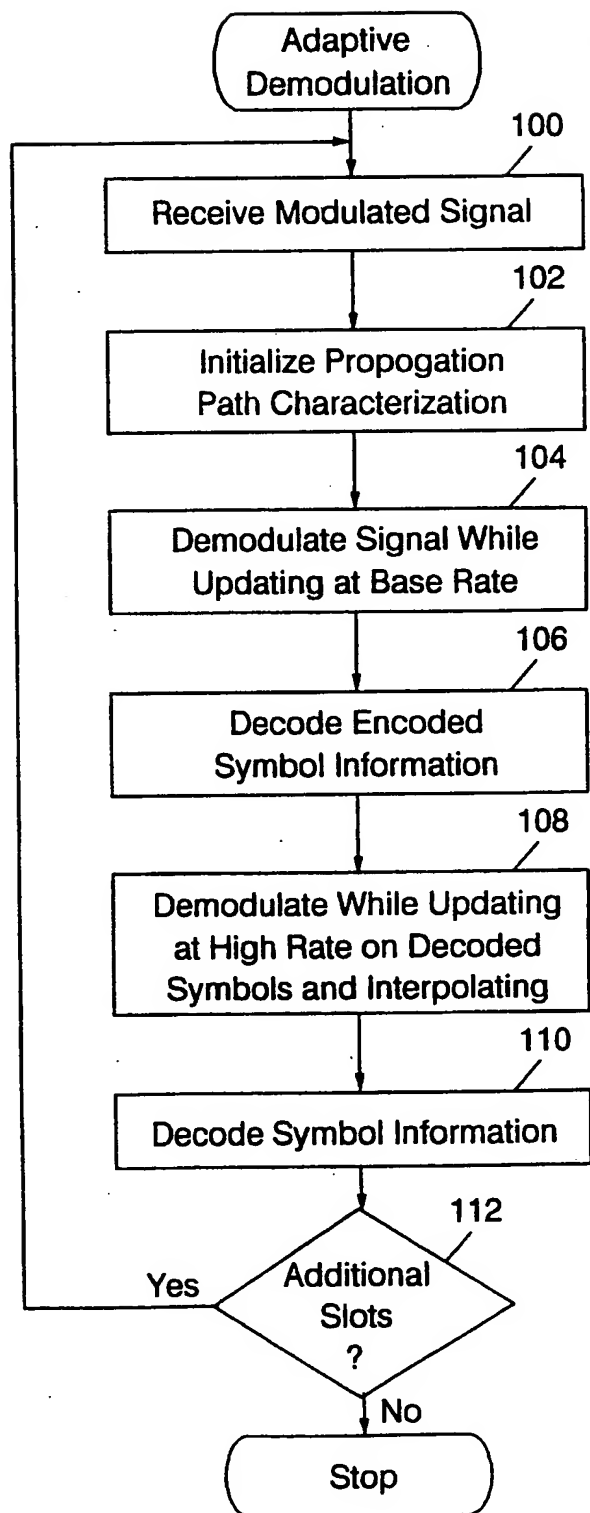 Adaptive
Demodulation
100
Receive Modulated Signal
102
Initialize Propogation
Path Characterization
104
Demodulate Signal While
Updating at Base Rate
106
Decode Encoded
Symbol Information
108
Demodulate While Updating
at High Rate on Decoded
Symbols and Interpolating
110
Decode Symbol Information
112
Yes
Additional
Slots
?
No
Stop